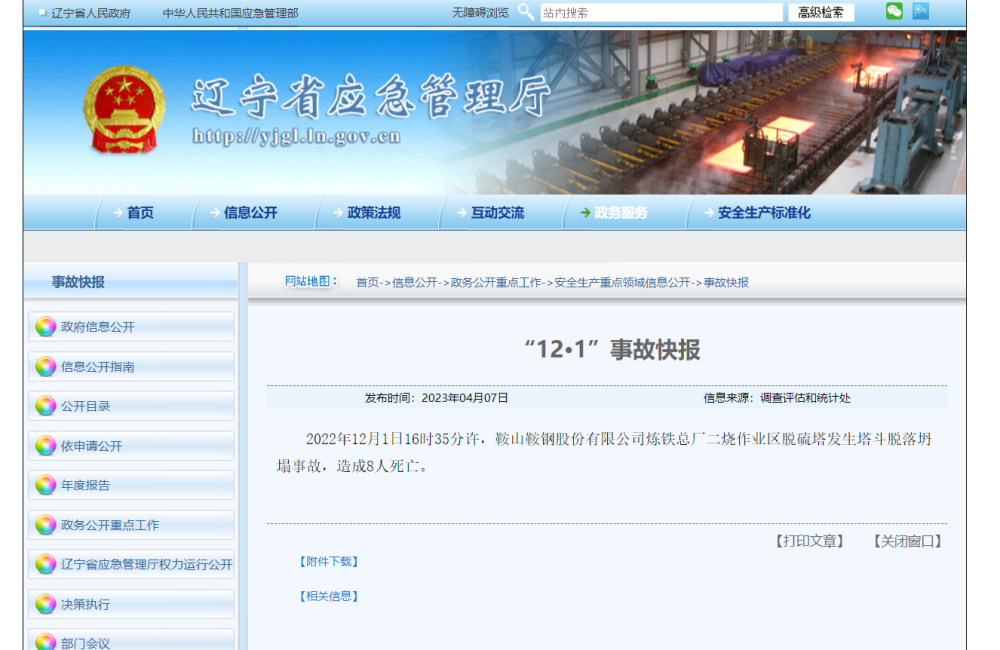 辽宁省人民政府 中华人民共和国应急管理部 无障碍浏览 站内搜索 高级检索
辽宁省应急管理厅
https://yjgl.ln.gov.cn
首页 信息公开 政策法规 互动交流 政务服务 安全生产标准化
事故快报
网站地图： 首页->信息公开->政务公开重点工作->安全生产重点领域信息公开->事故快报
政府信息公开
信息公开指南
公开目录
依申请公开
年度报告
政务公开重点工作
辽宁省应急管理厅权力运行公开
决策执行
部门会议
“12•1”事故快报
发布时间：2023年04月07日 信息来源：调查评估和统计处
2022年12月1日16时35分许，鞍山鞍钢股份有限公司炼铁总厂二烧作业区脱硫塔发生塔斗脱落坍
塌事故，造成8人死亡。
【打印文章】 【关闭窗口】
【附件下载】
【相关信息】